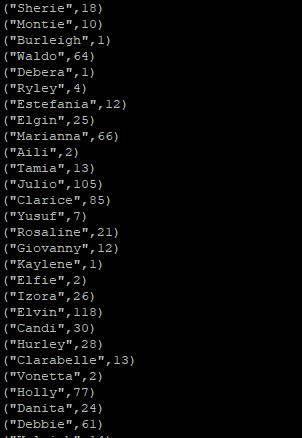 ("Sherie",18)
("Montie",10)
("Burleigh",1)
("Waldo",64)
("Debera",1)
("Ryley",4)
("Estefania",12)
("Elgin",25)
("Marianna",66)
("Aili",2)
("Tamia",13)
("Julio",105)
("Clarice",85)
("Yusuf",7)
("Rosaline",21)
("Giovanny",12)
("Kaylene",1)
("Elfie",2)
("Izora",26)
("Elvin",118)
("Candi",30)
("Hurley",28)
("Clarabelle",13)
("Vonetta",2)
("Holly",77)
("Danita",24)
("Debbie",61)